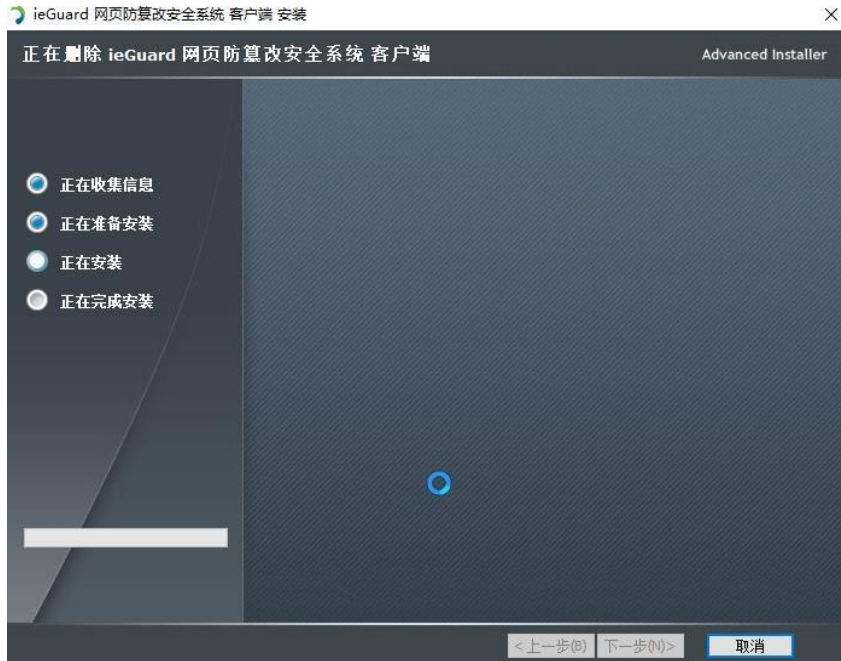 ieGuard 网页防篡改安全系统 客户端 安装
正在删除 ieGuard 网页防篡改安全系统 客户端
Advanced Installer
正在收集信息
正在准备安装
正在安装
正在完成安装
<上一步(B)
下一步(N)>
取消